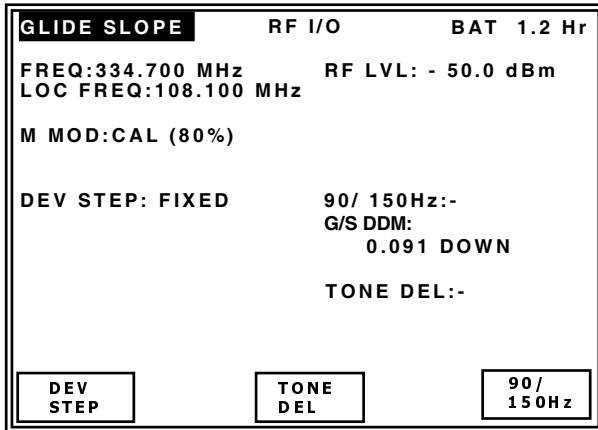 GLIDE SLOPE RF I/O BAT 1.2 Hr
FREQ:334.700 MHz RF LVL: - 50.0 dBm
LOC FREQ:108.100 MHz
M MOD:CAL (80%)
DEV STEP: FIXED 90/ 150Hz:-
G/S DDM:
0.091 DOWN
TONE DEL:-
DEV
STEP
TONE
DEL
90/
150Hz